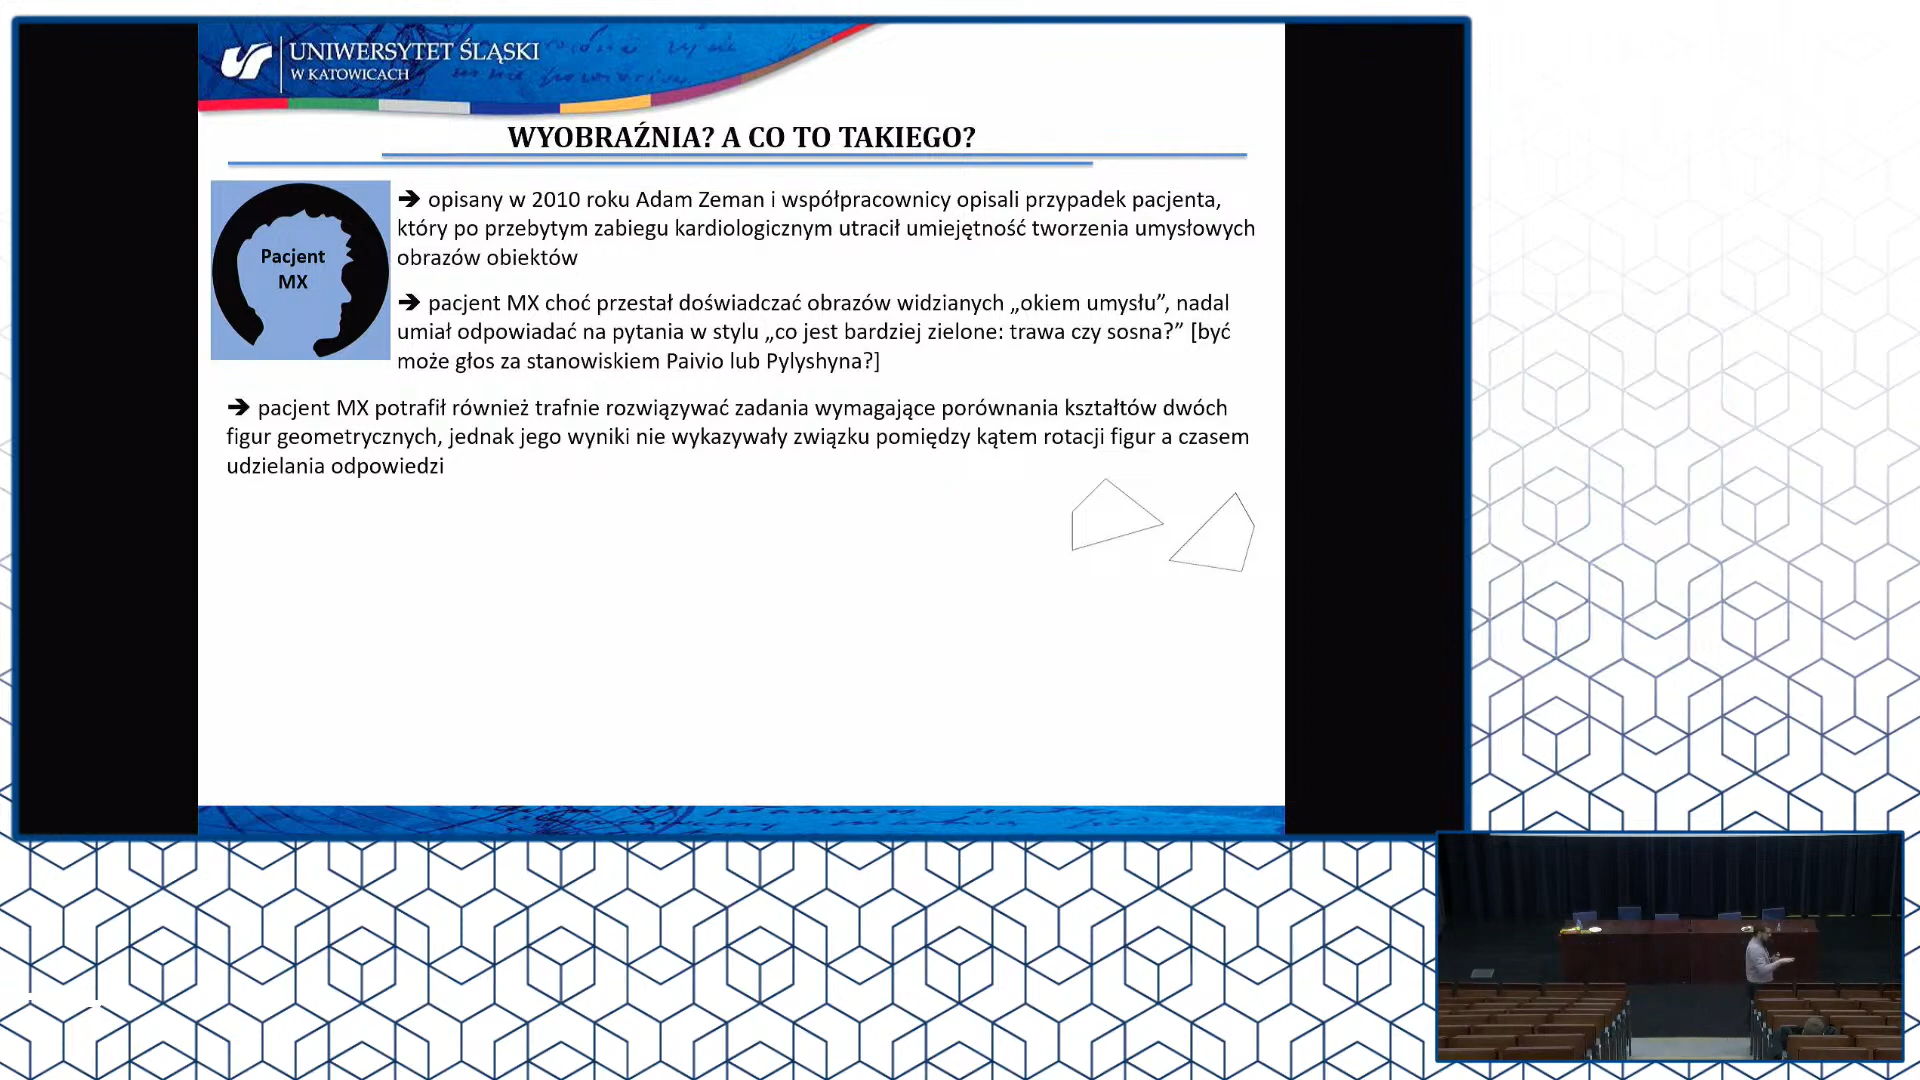 UNIWERSYTET ŚLĄSKI
W KATOWICACH
WYOBRAŹNIA? A CO TO TAKIEGO?
Pacjent
MX
➔ opisany w 2010 roku Adam Zeman i współpracownicy opisali przypadek pacjenta,
który po przebytym zabiegu kardiologicznym utracił umiejętność tworzenia umysłowych
obrazów obiektów
➔ pacjent MX choć przestał doświadczać obrazów widzianych „okiem umysłu”, nadal
umiał odpowiadać na pytania w stylu „co jest bardziej zielone: trawa czy sosna?” [być
może głos za stanowiskiem Paivio lub Pylyshyna?]
➔ pacjent MX potrafił również trafnie rozwiązywać zadania wymagające porównania kształtów dwóch
figur geometrycznych, jednak jego wyniki nie wykazywały związku pomiędzy kątem rotacji figur a czasem
udzielania odpowiedzi